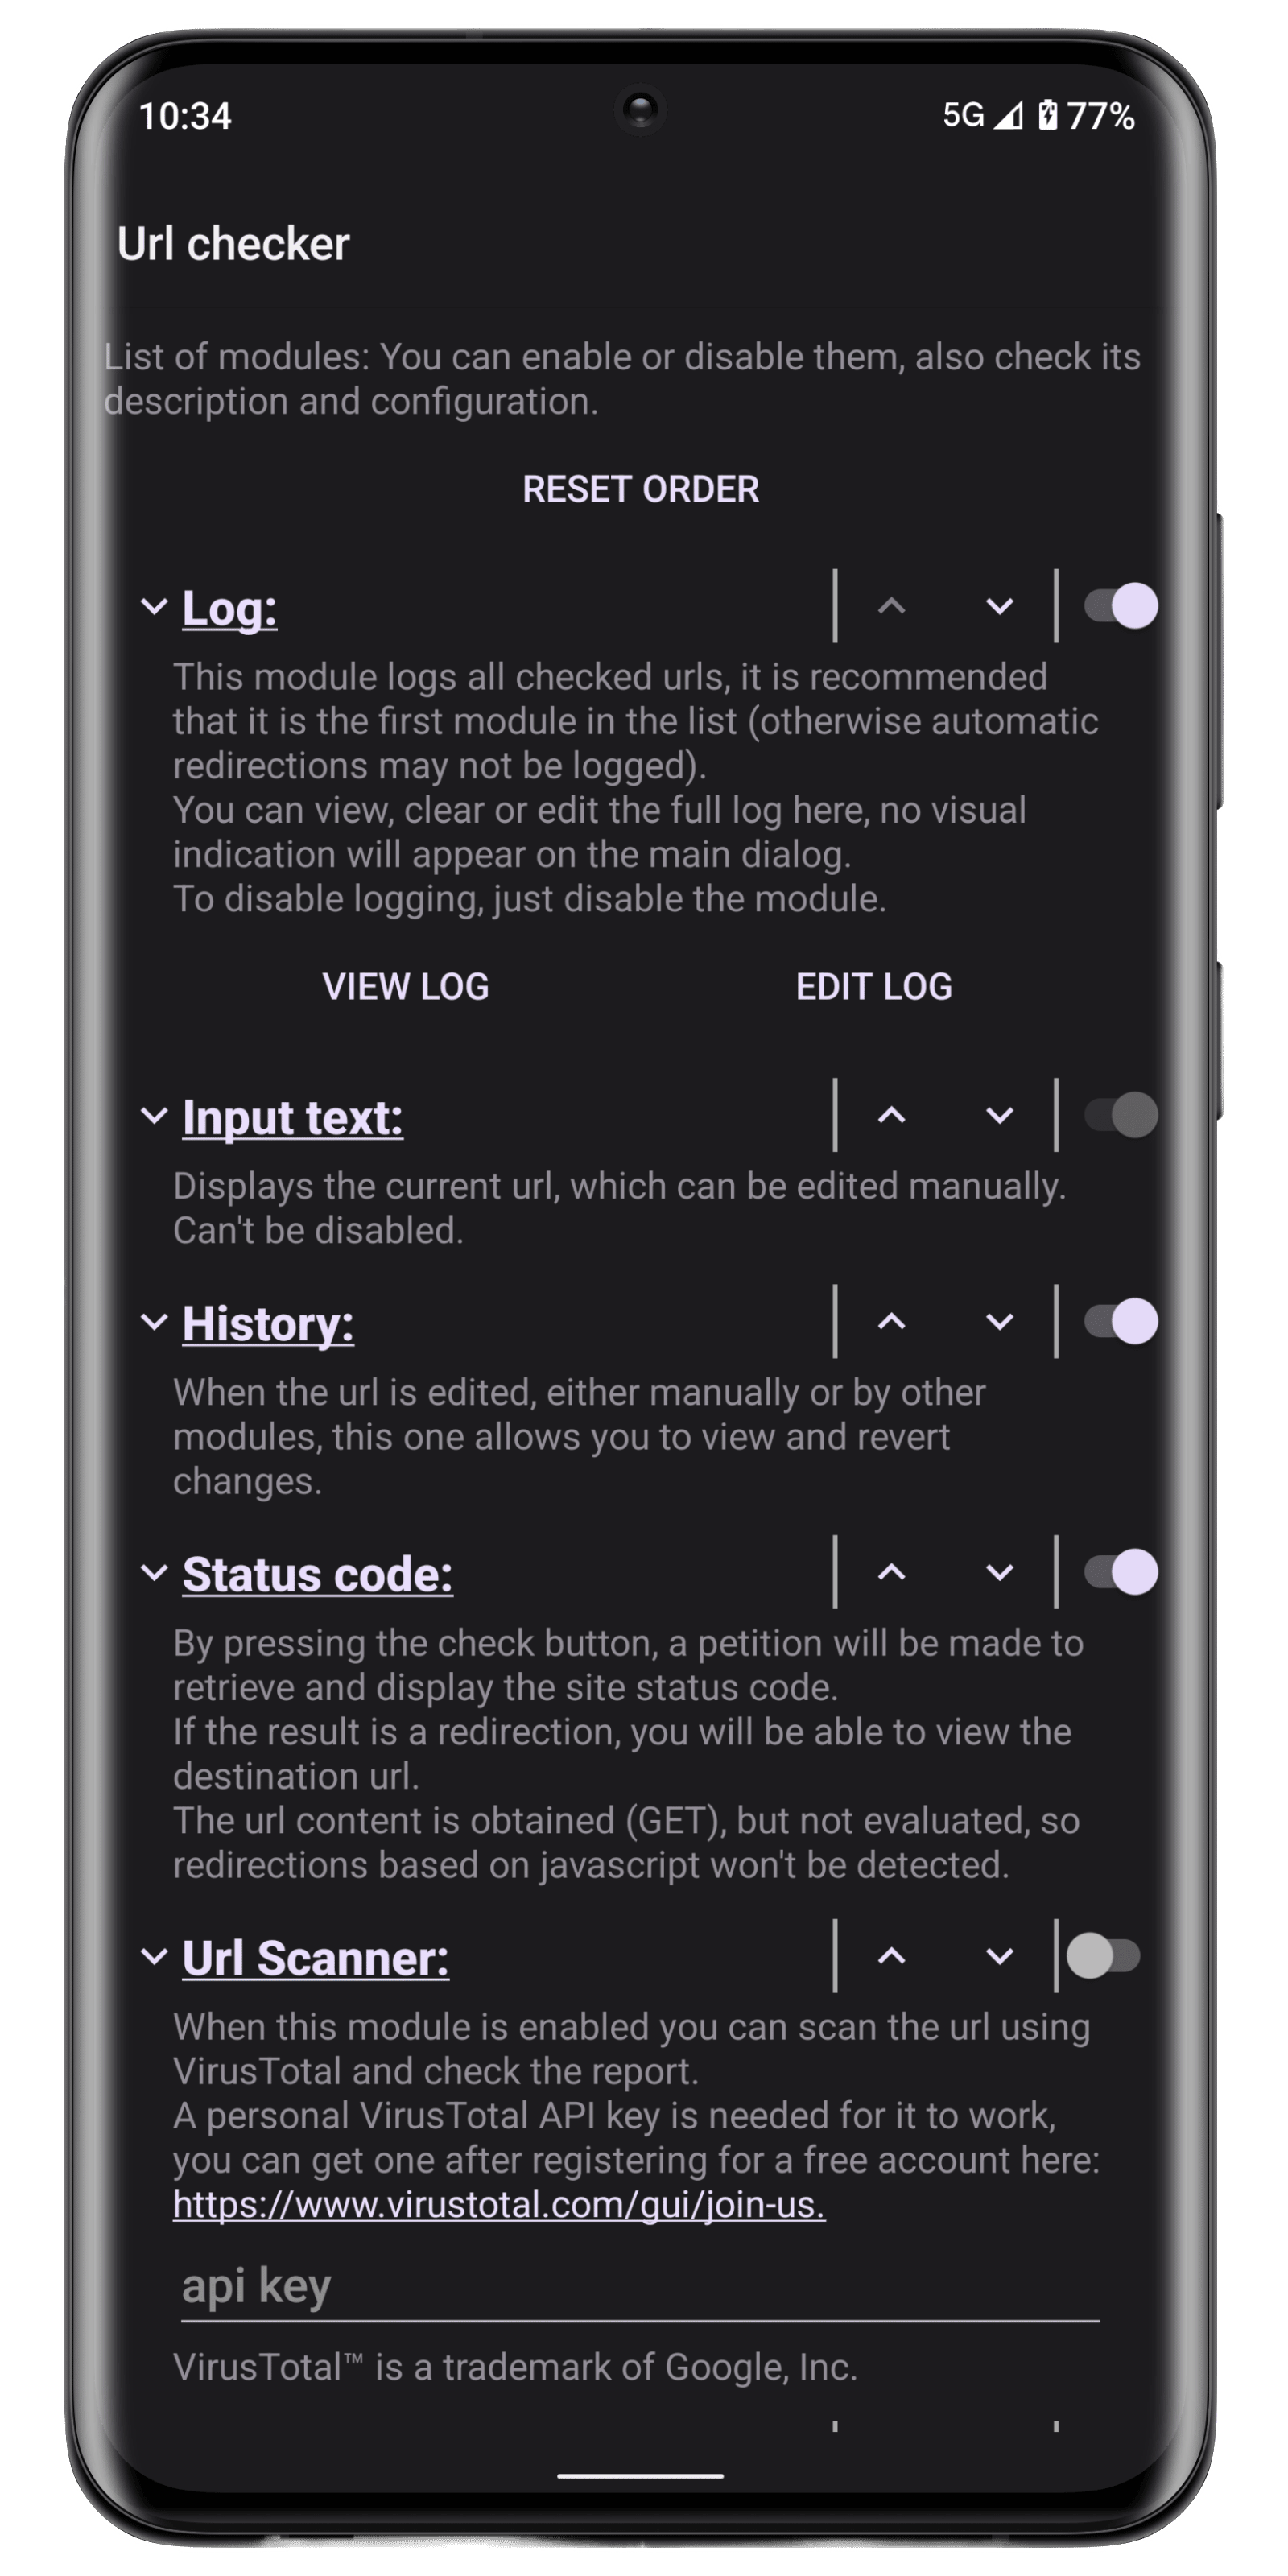 10:34
5G 77%
Url checker
List of modules: You can enable or disable them, also check its
description and configuration.
RESET ORDER
Log:
This module logs all checked urls, it is recommended
that it is the first module in the list (otherwise automatic
redirections may not be logged).
You can view, clear or edit the full log here, no visual
indication will appear on the main dialog.
To disable logging, just disable the module.
VIEW LOG EDIT LOG
Input text:
Displays the current url, which can be edited manually.
Can't be disabled.
History:
When the url is edited, either manually or by other
modules, this one allows you to view and revert
changes.
Status code:
By pressing the check button, a petition will be made to
retrieve and display the site status code.
If the result is a redirection, you will be able to view the
destination url.
The url content is obtained (GET), but not evaluated, so
redirections based on javascript won't be detected.
Url Scanner:
When this module is enabled you can scan the url using
VirusTotal and check the report.
A personal VirusTotal API key is needed for it to work,
you can get one after registering for a free account here:
https://www.virustotal.com/gui/join-us.
api key
VirusTotal™ is a trademark of Google, Inc.